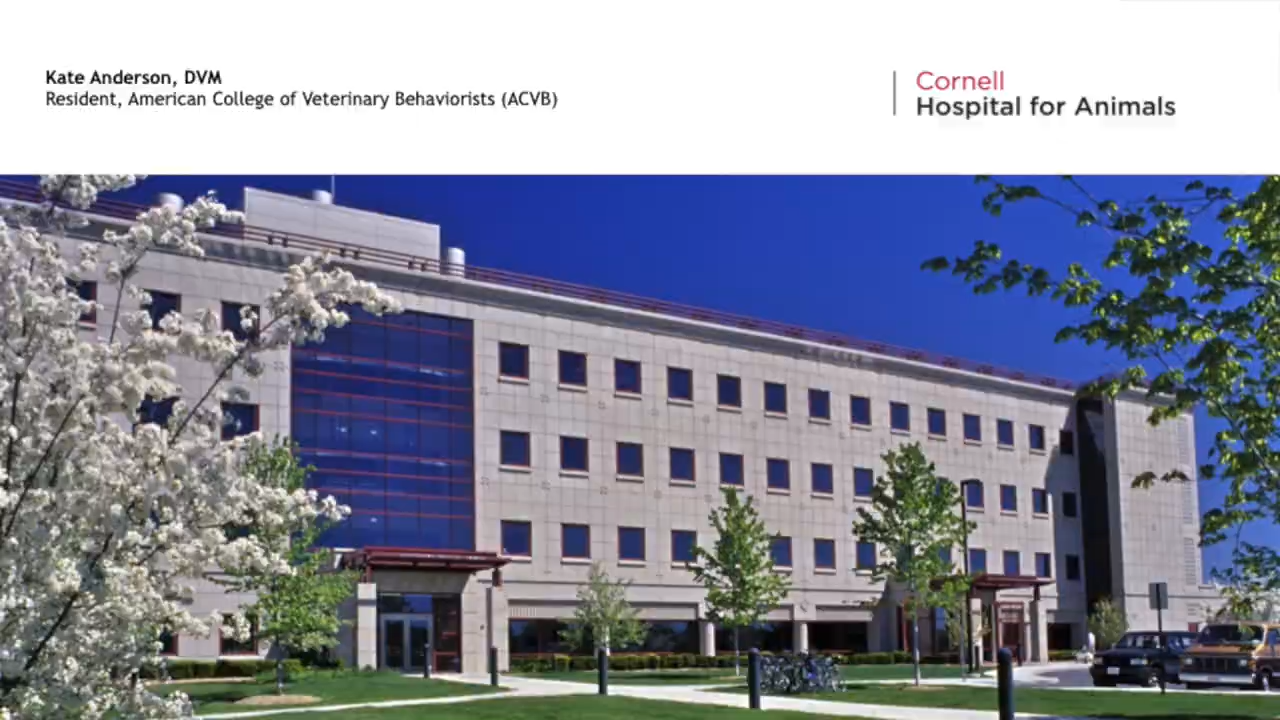 Kate Anderson, DVM
Resident, American College of Veterinary Behaviorists (ACVB)
Cornell
Hospital for Animals